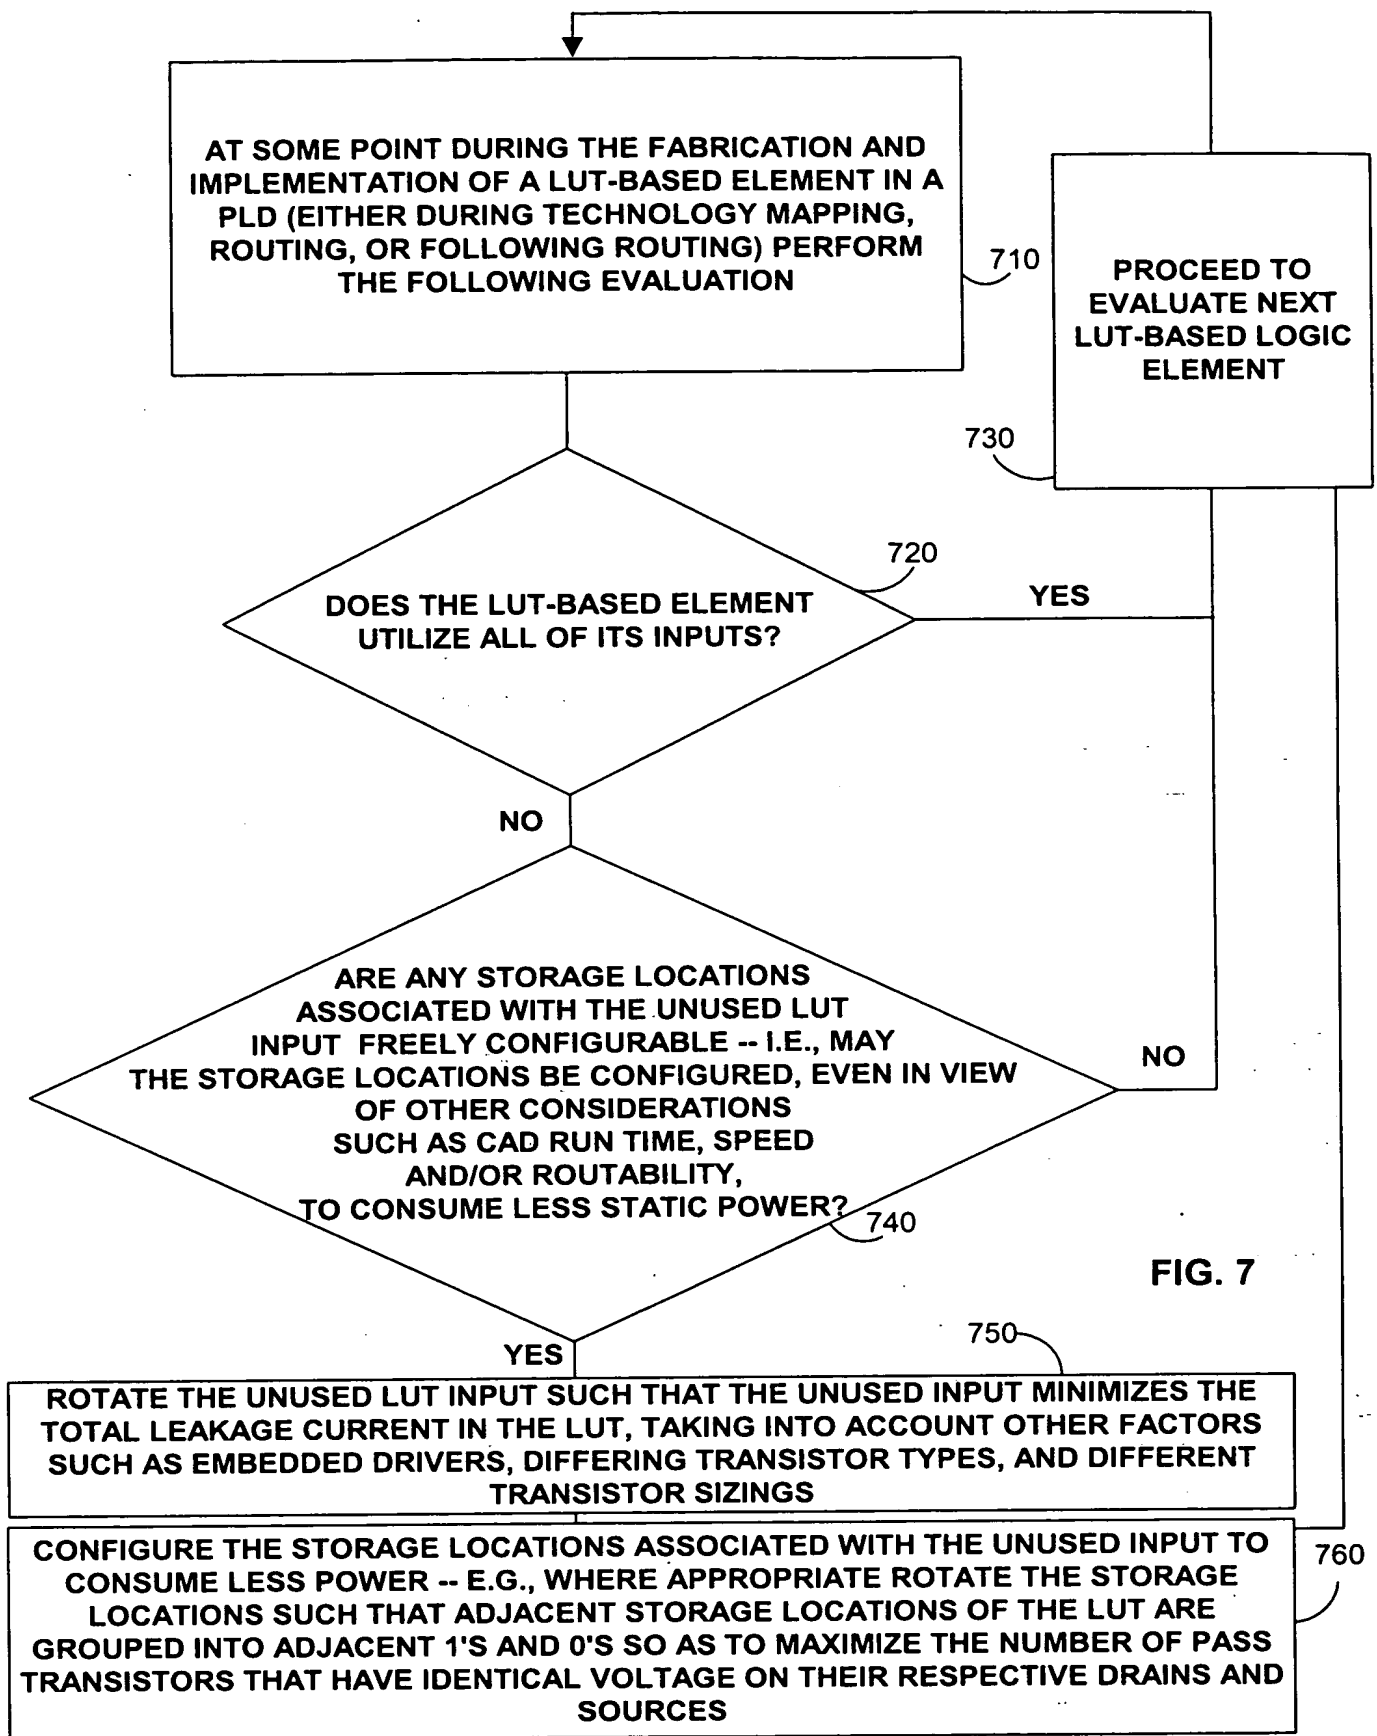 AT SOME POINT DURING THE FABRICATION AND
IMPLEMENTATION OF A LUT-BASED ELEMENT IN A
PLD (EITHER DURING TECHNOLOGY MAPPING,
ROUTING, OR FOLLOWING ROUTING) PERFORM
THE FOLLOWING EVALUATION
710
PROCEED TO
EVALUATE NEXT
LUT-BASED LOGIC
ELEMENT
730
720
DOES THE LUT-BASED ELEMENT
UTILIZE ALL OF ITS INPUTS?
YES
NO
ARE ANY STORAGE LOCATIONS
ASSOCIATED WITH THE UNUSED LUT
INPUT FREELY CONFIGURABLE -- I.E., MAY
THE STORAGE LOCATIONS BE CONFIGURED, EVEN IN VIEW
OF OTHER CONSIDERATIONS
SUCH AS CAD RUN TIME, SPEED
AND/OR ROUTABILITY,
TO CONSUME LESS STATIC POWER?
NO
740
FIG. 7
YES
750
ROTATE THE UNUSED LUT INPUT SUCH THAT THE UNUSED INPUT MINIMIZES THE
TOTAL LEAKAGE CURRENT IN THE LUT, TAKING INTO ACCOUNT OTHER FACTORS
SUCH AS EMBEDDED DRIVERS, DIFFERING TRANSISTOR TYPES, AND DIFFERENT
TRANSISTOR SIZINGS
CONFIGURE THE STORAGE LOCATIONS ASSOCIATED WITH THE UNUSED INPUT TO
CONSUME LESS POWER -- E.G., WHERE APPROPRIATE ROTATE THE STORAGE
LOCATIONS SUCH THAT ADJACENT STORAGE LOCATIONS OF THE LUT ARE
GROUPED INTO ADJACENT 1'S AND 0'S SO AS TO MAXIMIZE THE NUMBER OF PASS
TRANSISTORS THAT HAVE IDENTICAL VOLTAGE ON THEIR RESPECTIVE DRAINS AND
SOURCES
760